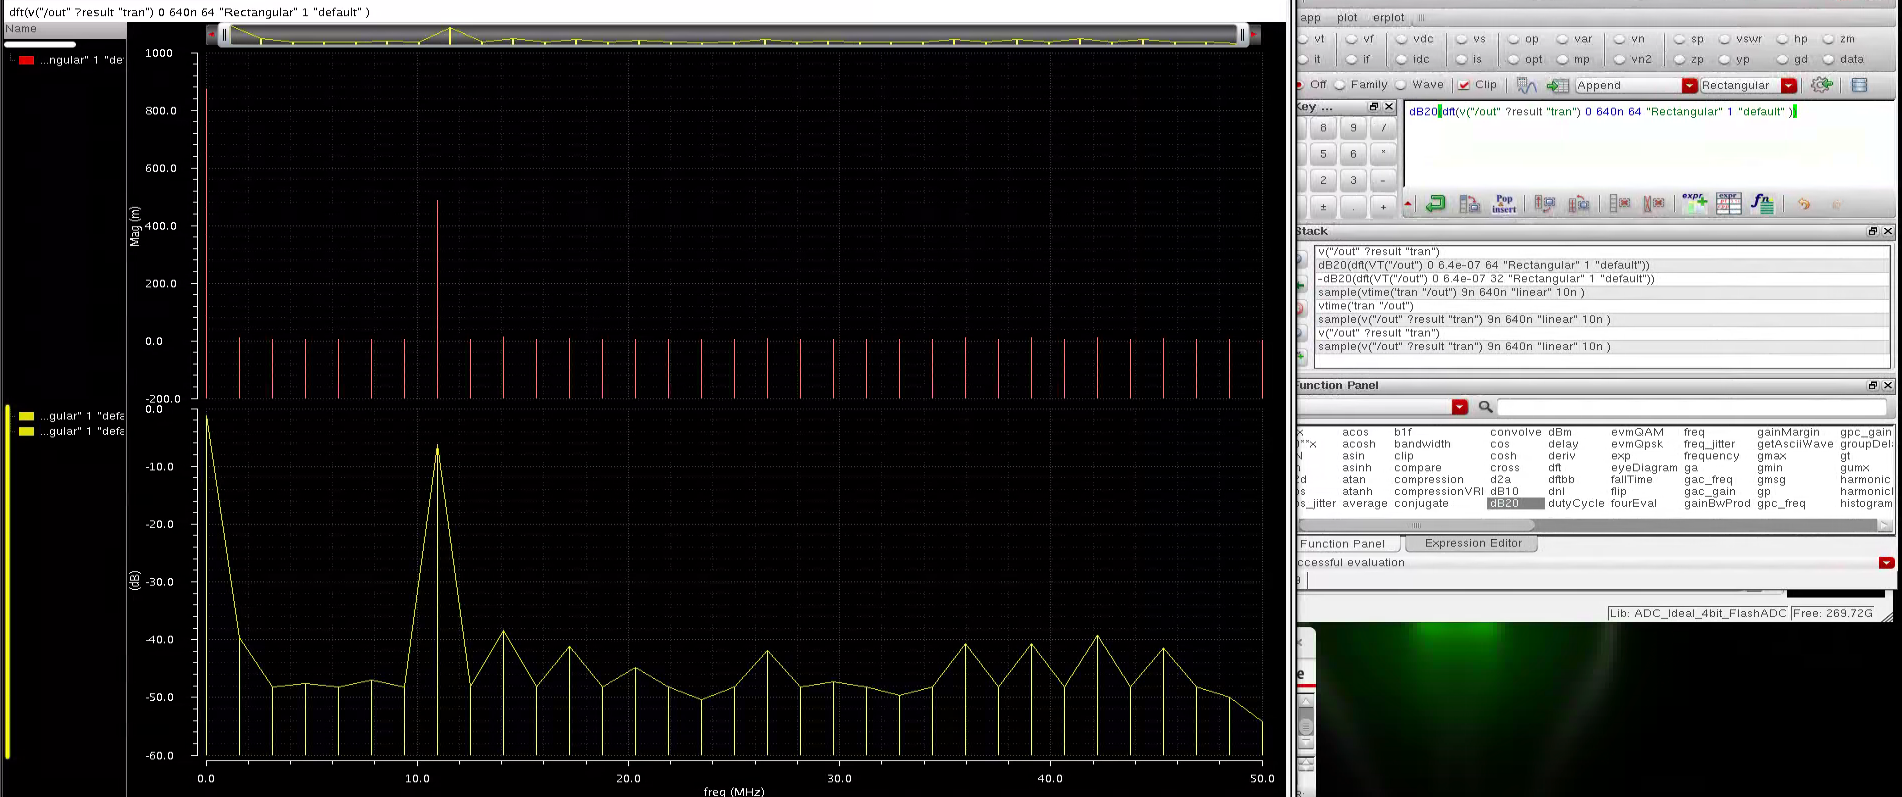 dft(v("/out" ?result "tran") 0 640n 64 "Rectangular" 1 "default" )
Name
...ngular" 1 "def
1000
800.0
600.0
400.0
200.0
0.0
-200.0
Mag (m)
...gular" 1 "defa
...gular" 1 "defa
0.0
-10.0
-20.0
-30.0
-40.0
-50.0
-60.0
(dB)
0.0 10.0 20.0 30.0 40.0 50.0
freq (MHz)
app plot erplot
vt vf vdc vs op var vn sp vswr hp zm
it if idc is opt mp vn2 zp yp gd data
Off Family Wave Clip Append Rectangular
Key ...
dB20(dft(v("/out" ?result "tran") 0 640n 64 "Rectangular" 1 "default" ))
8 9 /
5 6 *
2 3 -
± . +
Pop insert expr expr fn
Stack
v("/out" ?result "tran")
dB20(dft(VT("/out") 0 6.4e-07 64 "Rectangular" 1 "default"))
-dB20(dft(VT("/out") 0 6.4e-07 32 "Rectangular" 1 "default"))
sample(vtime('tran "/out") 9n 640n "linear" 10n )
vtime('tran "/out")
sample(v("/out" ?result "tran") 9n 640n "linear" 10n )
v("/out" ?result "tran")
sample(v("/out" ?result "tran") 9n 640n "linear" 10n )
Function Panel
x acos b1f convolve dBm evmQAM freq gainMargin gpc_gain
0**x acosh bandwidth cos delay evmQpsk freq_jitter getAsciiWave groupDel
N asin clip cosh deriv exp frequency gmax gt
n asinh compare cross dft eyeDiagram ga gmin gumx
2d atan compression d2a dftbb fallTime gac_freq gmsg harmonic
os atanh compressionVRI dB10 dnl flip gac_gain gp harmonicl
os_jitter average conjugate dB20 dutyCycle fourEval gainBwProd gpc_freq histogram
Function Panel Expression Editor
ccessful evaluation
Lib: ADC_Ideal_4bit_FlashADC Free: 269.72G